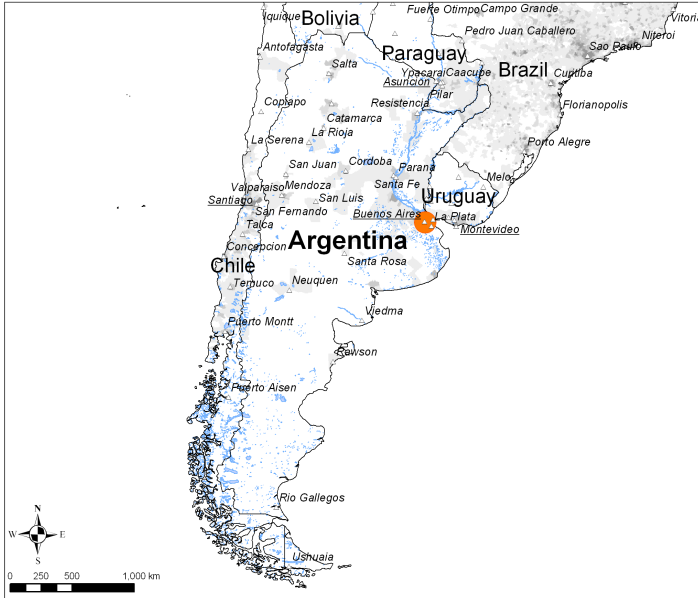 Iquique
Bolivia
Fuerte Otimpo
Campo Grande
Vitoria
Pedro Juan Caballero
Niteroi
Antofagasta
Sao Paulo
Paraguay
Salta
Ypacarai
Caacupe
Brazil
Curitiba
Asuncion
Pilar
Copiapo
Resistencia
Florianopolis
Catamarca
La Rioja
La Serena
Porto Alegre
San Juan
Cordoba
Parana
Melo
Valparaiso
Mendoza
Santa Fe
Santiago
San Luis
Uruguay
San Fernando
Buenos Aires
La Plata
Talca
Montevideo
Concepcion
Argentina
Chile
Santa Rosa
Temuco
Neuquen
Viedma
Puerto Montt
Rawson
Puerto Aisen
Rio Gallegos
N
W
E
S
Ushuaia
0 250 500 1,000 km